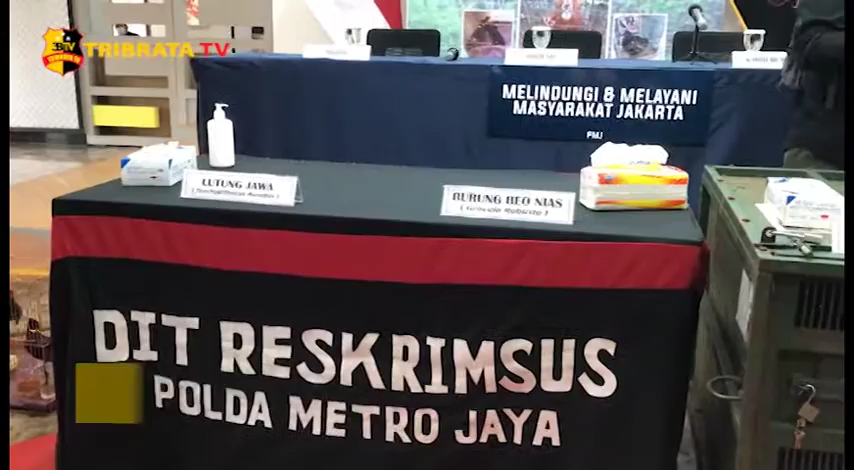 TRIBRATA TV
MELINDUNGI & MELAYANI
MASYARAKAT JAKARTA
PMJ
LUTUNG JAWA
BURUNG BEO NIAS
DIT RESKRIMSUS
POLDA METRO JAYA